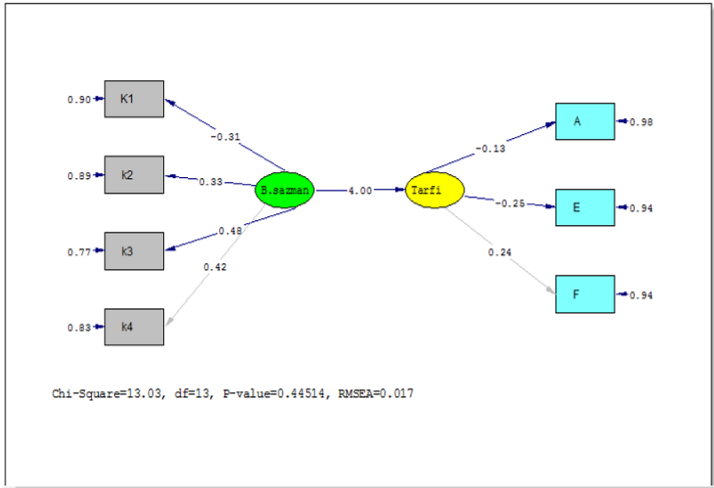 0.90
K1
-0.31
0.89
k2
0.33
0.77
k3
0.48
0.83
k4
0.42
B.sazman
4.00
Tarfi
-0.13
A
0.98
-0.25
E
0.94
0.24
F
0.94
Chi-Square=13.03, df=13, P-value=0.44514, RMSEA=0.017